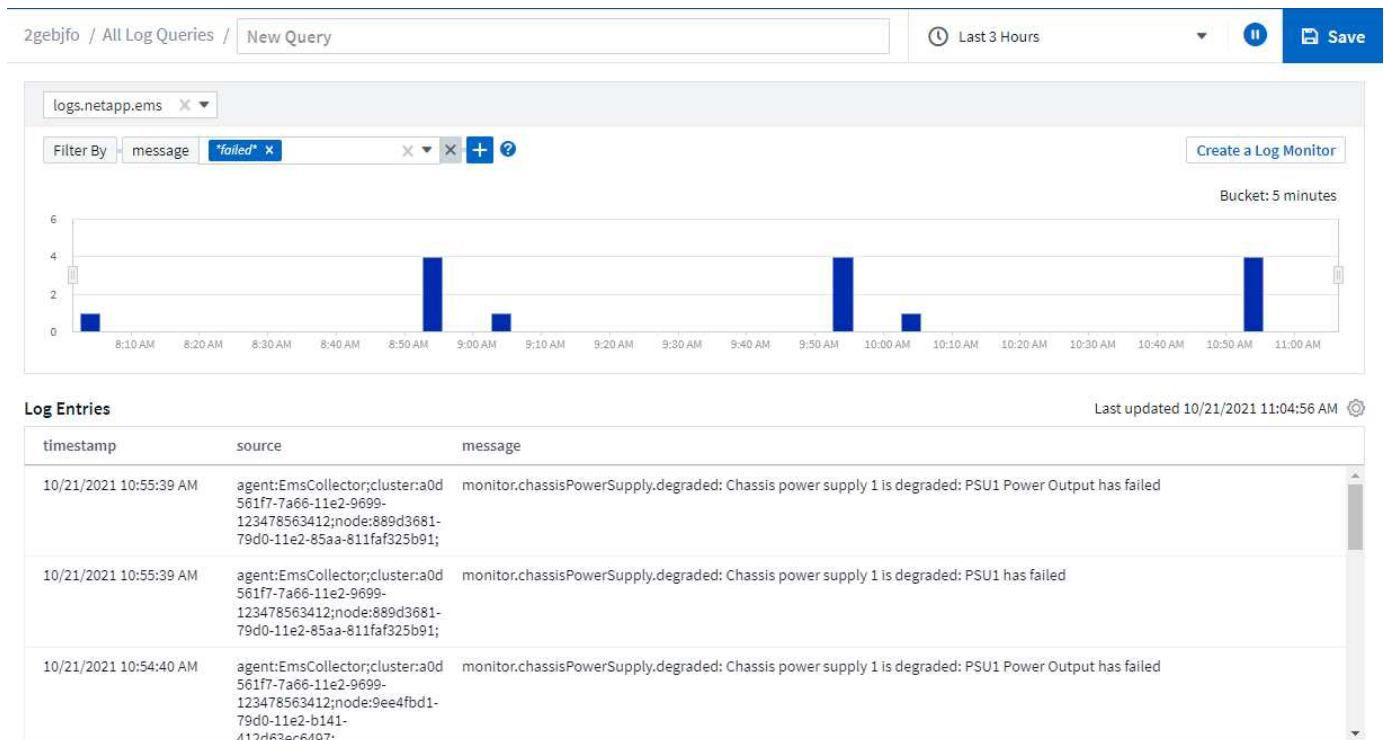 2gebjfo / All Log Queries / New Query
Last 3 Hours
Save
logs.netapp.ems
Filter By message *failed*
Create a Log Monitor
Bucket: 5 minutes
6
4
2
0
8:10 AM 8:20 AM 8:30 AM 8:40 AM 8:50 AM 9:00 AM 9:10 AM 9:20 AM 9:30 AM 9:40 AM 9:50 AM 10:00 AM 10:10 AM 10:20 AM 10:30 AM 10:40 AM 10:50 AM 11:00 AM
Log Entries
Last updated 10/21/2021 11:04:56 AM
timestamp source message
10/21/2021 10:55:39 AM agent:EmsCollector;cluster:a0d monitor.chassisPowerSupply.degraded: Chassis power supply 1 is degraded: PSU1 Power Output has failed
561f7-7a66-11e2-9699-
123478563412;node:889d3681-
79d0-11e2-85aa-811faf325b91;
10/21/2021 10:55:39 AM agent:EmsCollector;cluster:a0d monitor.chassisPowerSupply.degraded: Chassis power supply 1 is degraded: PSU1 has failed
561f7-7a66-11e2-9699-
123478563412;node:889d3681-
79d0-11e2-85aa-811faf325b91;
10/21/2021 10:54:40 AM agent:EmsCollector;cluster:a0d monitor.chassisPowerSupply.degraded: Chassis power supply 1 is degraded: PSU1 Power Output has failed
561f7-7a66-11e2-9699-
123478563412;node:9ee4fbd1-
79d0-11e2-b141-
412d63ec6497;